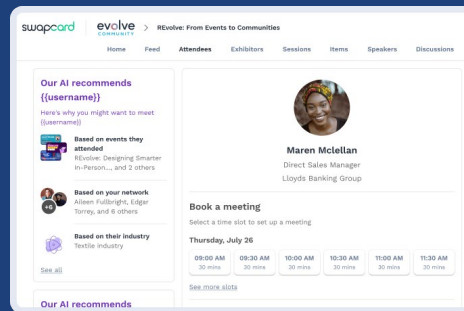 swapcard
evolve
COMMUNITY
> REvolve: From Events to Communities
Home Feed Attendees Exhibitors Sessions Items Speakers Discussions
Our AI recommends
{{username}}
Here's why you might want to meet
{{username}}
Based on events they
attended
REvolve: Designing Smarter
In-Person..., and 2 others
+6
Based on your network
Aileen Fullbright, Edgar
Torrey, and 6 others
Based on their industry
Textile Industry
See all
Our AI recommends
Maren Mclellan
Direct Sales Manager
Lloyds Banking Group
Book a meeting
Select a time slot to set up a meeting
Thursday, July 26
09:00 AM 09:30 AM 10:00 AM 10:30 AM 11:00 AM 11:30 AM
30 mins 30 mins 30 mins 30 mins 30 mins 30 mins
See more slots